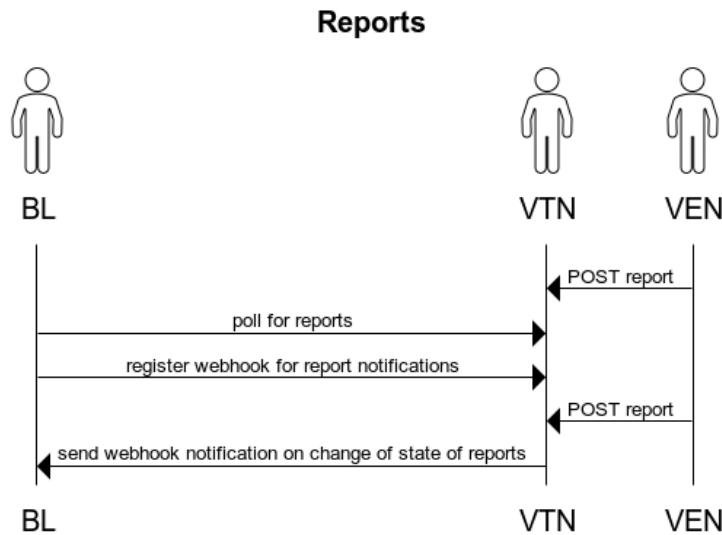 Reports
BL VTN VEN
POST report
poll for reports
register webhook for report notifications
POST report
send webhook notification on change of state of reports
BL VTN VEN